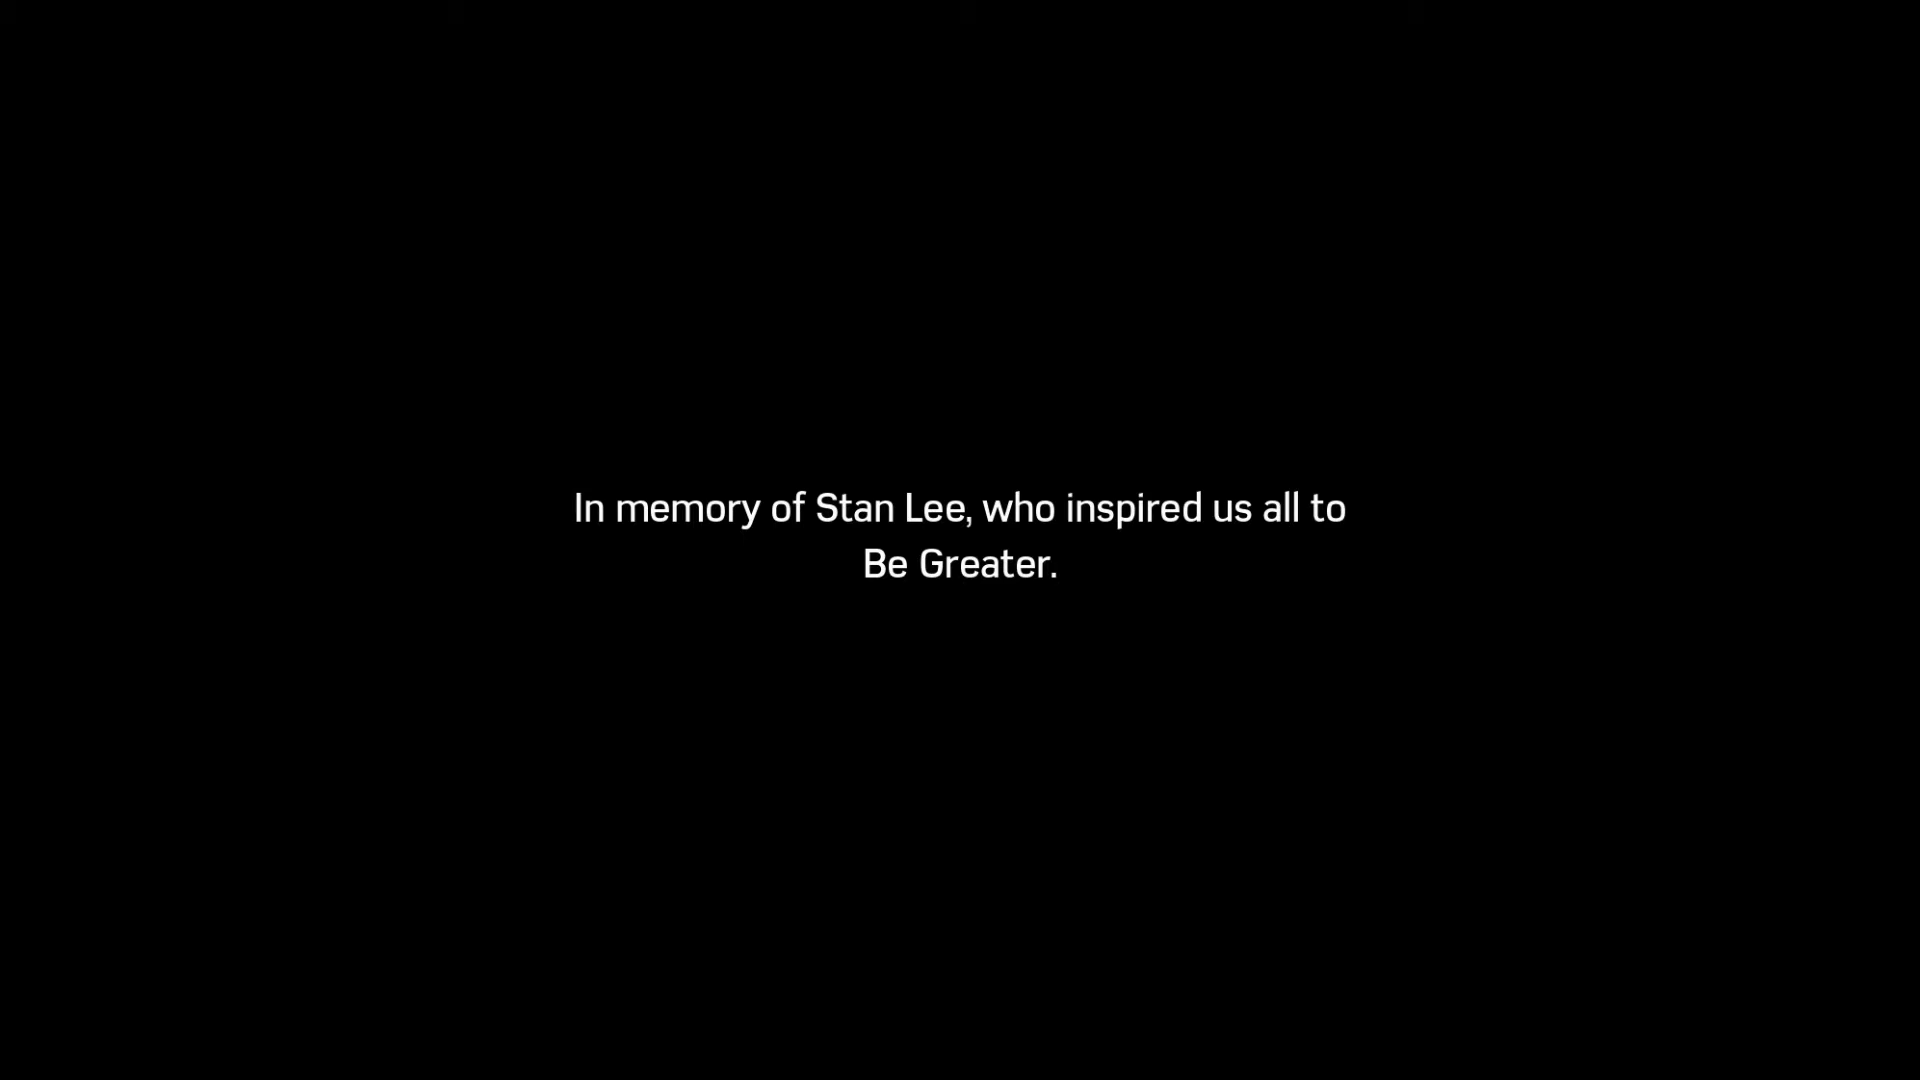 In memory of Stan Lee, who inspired us all to
Be Greater.